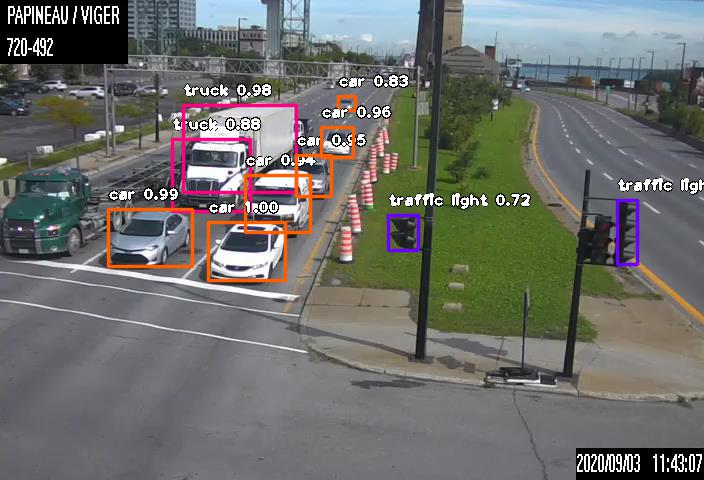 PAPINEAU / VIGER
720-492
car 0.83
truck 0.98
car 0.96
truck 0.88
car 0.95
car 0.94
car 0.99
car 1.00
traffic light 0.72
traffic ligh
2020/09/03 11:43:07